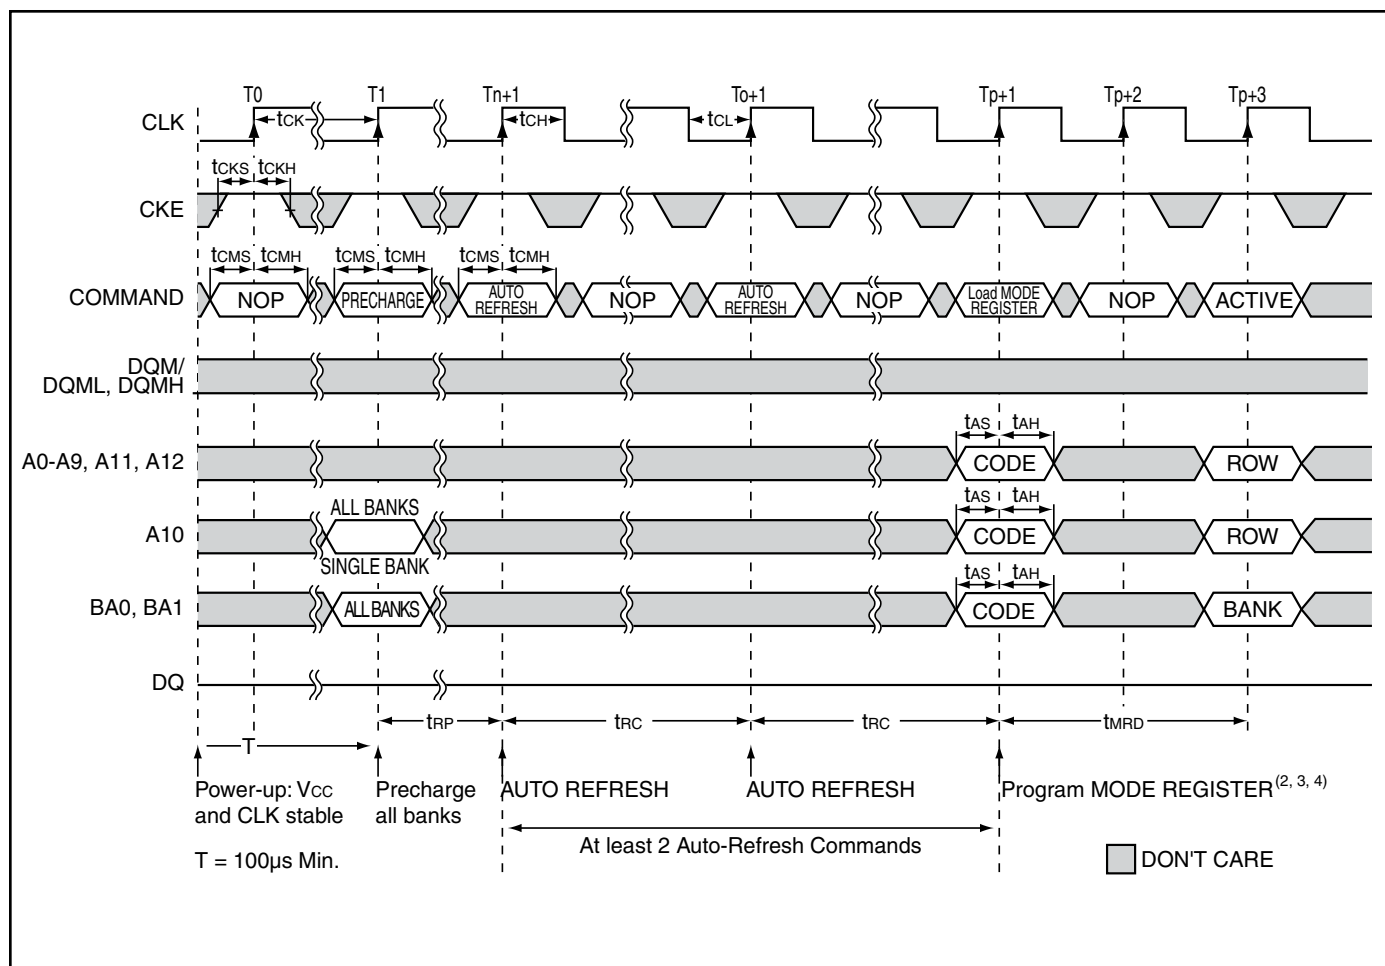 T0 T1 Tn+1 To+1 Tp+1 Tp+2 Tp+3
CLK tCK tCH tCL
tCKS tCKH
CKE
tCMS tCMH tCMS tCMH tCMS tCMH
COMMAND NOP PRECHARGE AUTO REFRESH NOP AUTO REFRESH NOP Load MODE REGISTER NOP ACTIVE
DQM/
DQML, DQMH
tAS tAH
A0-A9, A11, A12 CODE ROW
ALL BANKS tAS tAH
A10 CODE ROW
SINGLE BANK tAS tAH
BA0, BA1 ALL BANKS CODE BANK
DQ
tRP tRC tRC tMRD
T
Power-up: VCC
and CLK stable
Precharge
all banks
AUTO REFRESH AUTO REFRESH Program MODE REGISTER(2, 3, 4)
At least 2 Auto-Refresh Commands
T = 100µs Min.
DON'T CARE